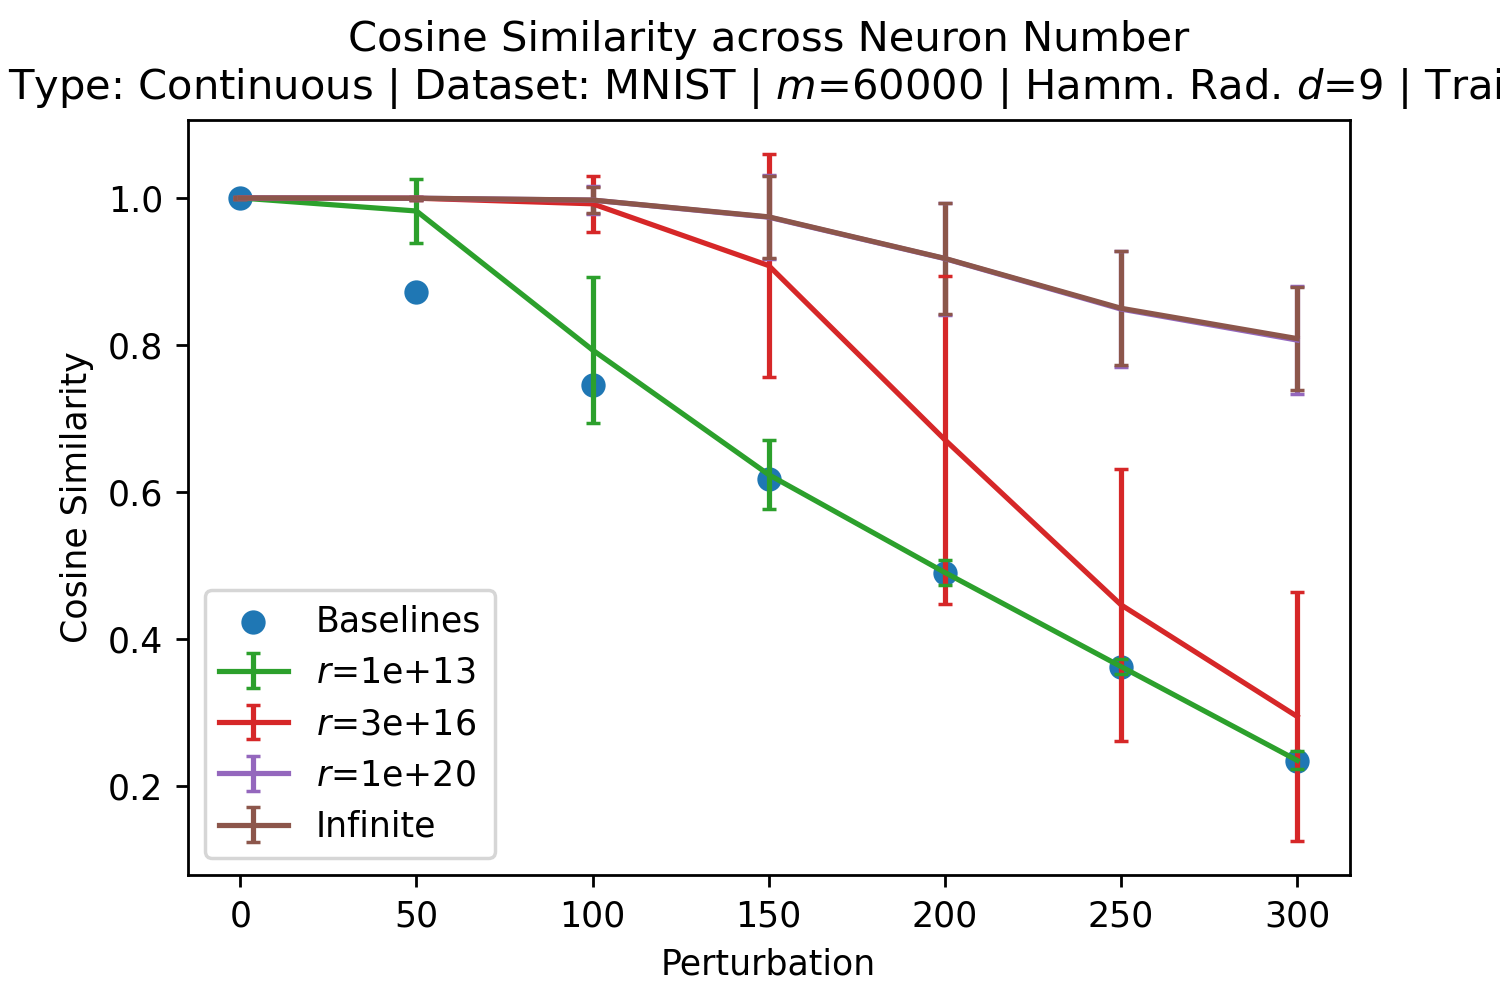 Cosine Similarity across Neuron Number
Type: Continuous | Dataset: MNIST | m=60000 | Hamm. Rad. d=9 |
Cosine Similarity
1.0
0.8
0.6
0.4
0.2
Baselines
r=1e+13
r=3e+16
r=1e+20
Infinite
0 50 100 150 200 250 300
Perturbation